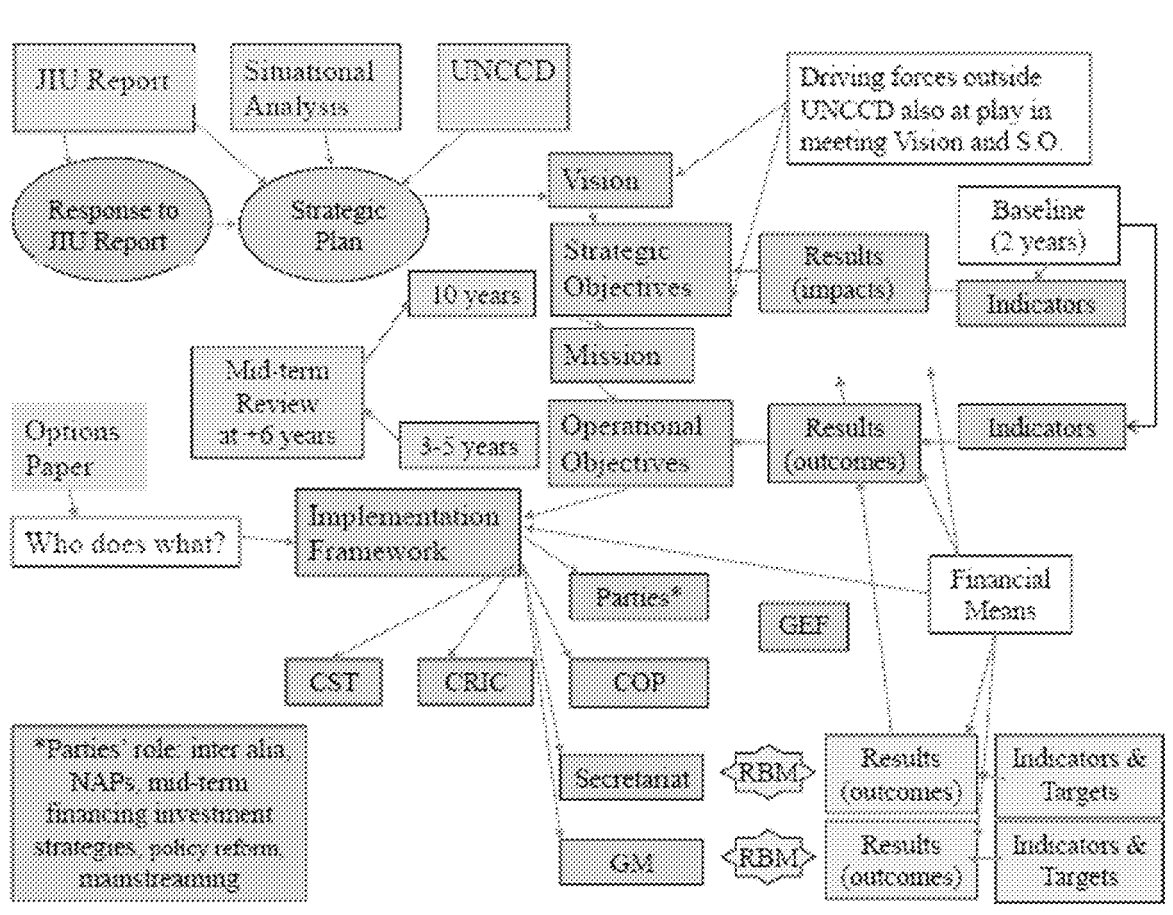 JIU Report
Situational
Analysis
UNCCD
Driving forces outside
UNCCD also at play in
meeting Vision and S.O.
Response to
JIU Report
Strategic
Plan
Vision
Baseline
(2 years)
Strategic
Objectives
Results
(impacts)
Indicators
10 years
Mission
Mid-term
Review
at +6 years
3-5 years
Options
Paper
Operational
Objectives
Results
(outcomes)
Indicators
Who does what?
Implementation
Framework
Financial
Means
Parties*
GEF
CST
CRIC
COP
*Parties' role: inter alia,
NAPs, mid-term
financing investment
strategies, policy reform,
mainstreaming
Secretariat
RBM
Results
(outcomes)
Indicators &
Targets
GM
RBM
Results
(outcomes)
Indicators &
Targets